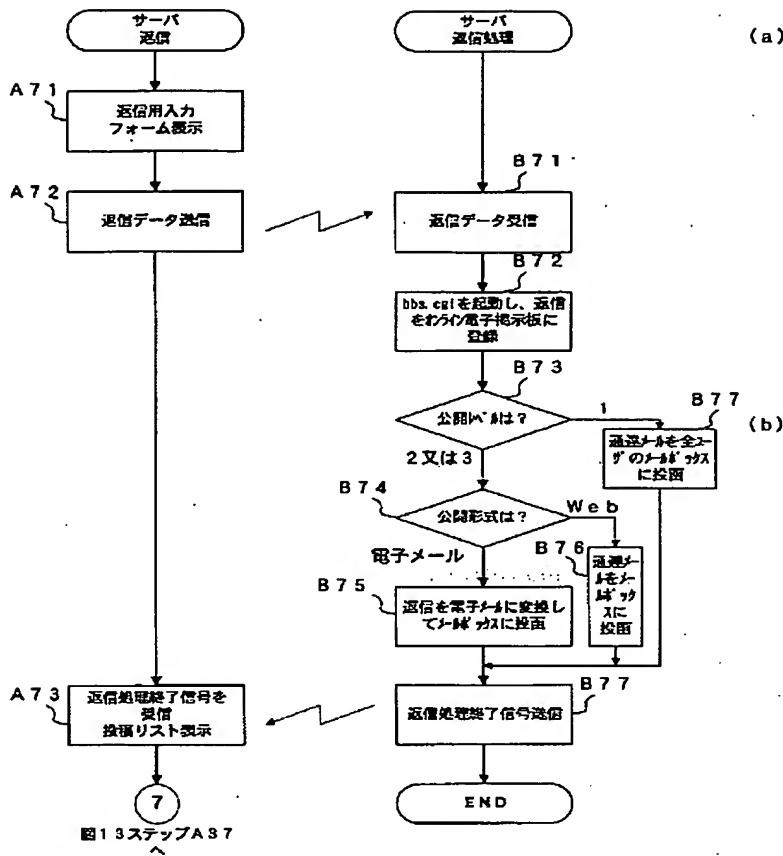 サーバ
返信
サーバ
返信処理
(a)
A71
返信用入力
フォーム表示
A72
返信データ送信
B71
返信データ受信
B72
bbs.cgiを起動し、返信
をオンライン電子掲示板に
登録
B73
公開レベルは?
1
B77
(b)
通達メールを全ユー
ザのメールボックス
に投函
2又は3
B74
公開形式は?
Web
電子メール
B76
通達メー
ルをメー
ルボック
スに
投函
B75
返信を電子メールに変換し
てメールボックスに投函
A73
返信処理終了信号を
受信
投稿リスト表示
B77
返信処理終了信号送信
7
図13ステップA37
へ
END